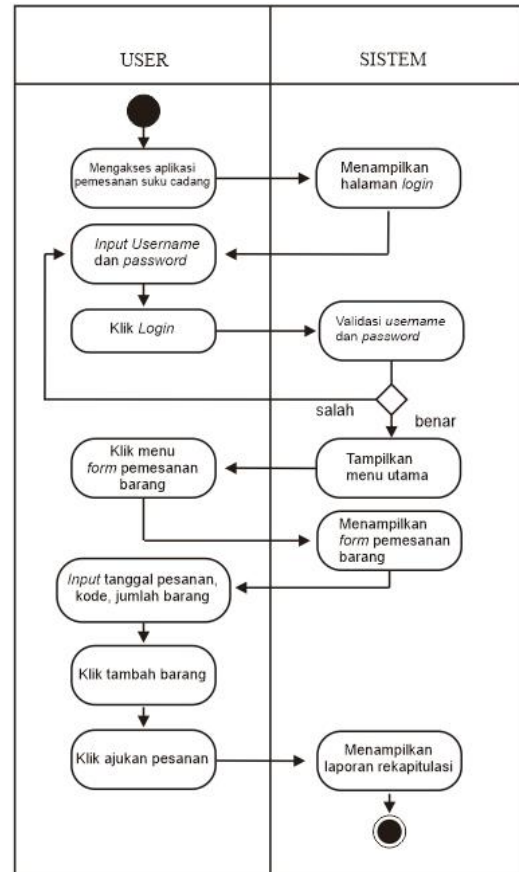 USER
SISTEM
Mengakses aplikasi
pemesanan suku cadang
Menampilkan
halaman login
Input Username
dan password
Klik Login
Validasi username
dan password
salah
benar
Klik menu
form pemesanan
barang
Tampilkan
menu utama
Menampilkan
form pemesanan
barang
Input tanggal pesanan,
kode, jumlah barang
Klik tambah barang
Klik ajukan pesanan
Menampilkan
laporan rekapitulasi